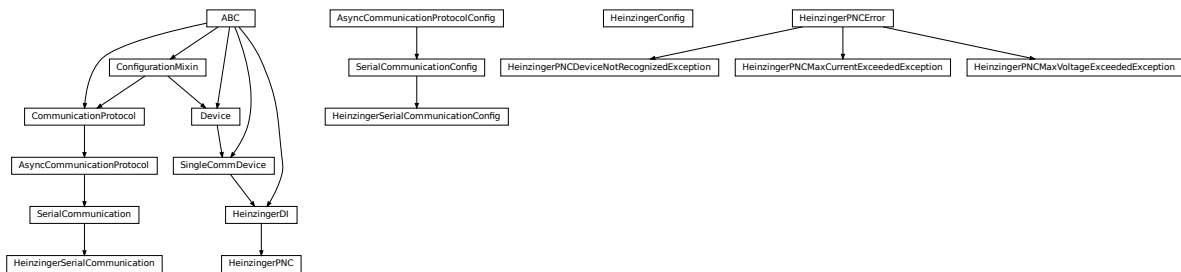 ABC
AsyncCommunicationProtocolConfig
HeinzingerConfig
HeinzingerPNCError
ConfigurationMixin
SerialCommunicationConfig
HeinzingerPNCDeviceNotRecognizedException
HeinzingerPNCMaxCurrentExceededException
HeinzingerPNCMaxVoltageExceededException
CommunicationProtocol
Device
HeinzingerSerialCommunicationConfig
AsyncCommunicationProtocol
SingleCommDevice
SerialCommunication
HeinzingerDI
HeinzingerSerialCommunication
HeinzingerPNC